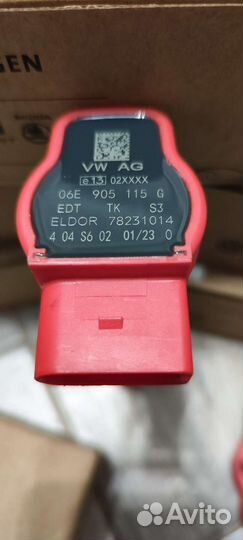 GEN
VW AG
e13 02XXXX
06E 905 115 G
EDT TK S3
ELDOR 78231014
4 04 S6 02 01/23 0
Avito